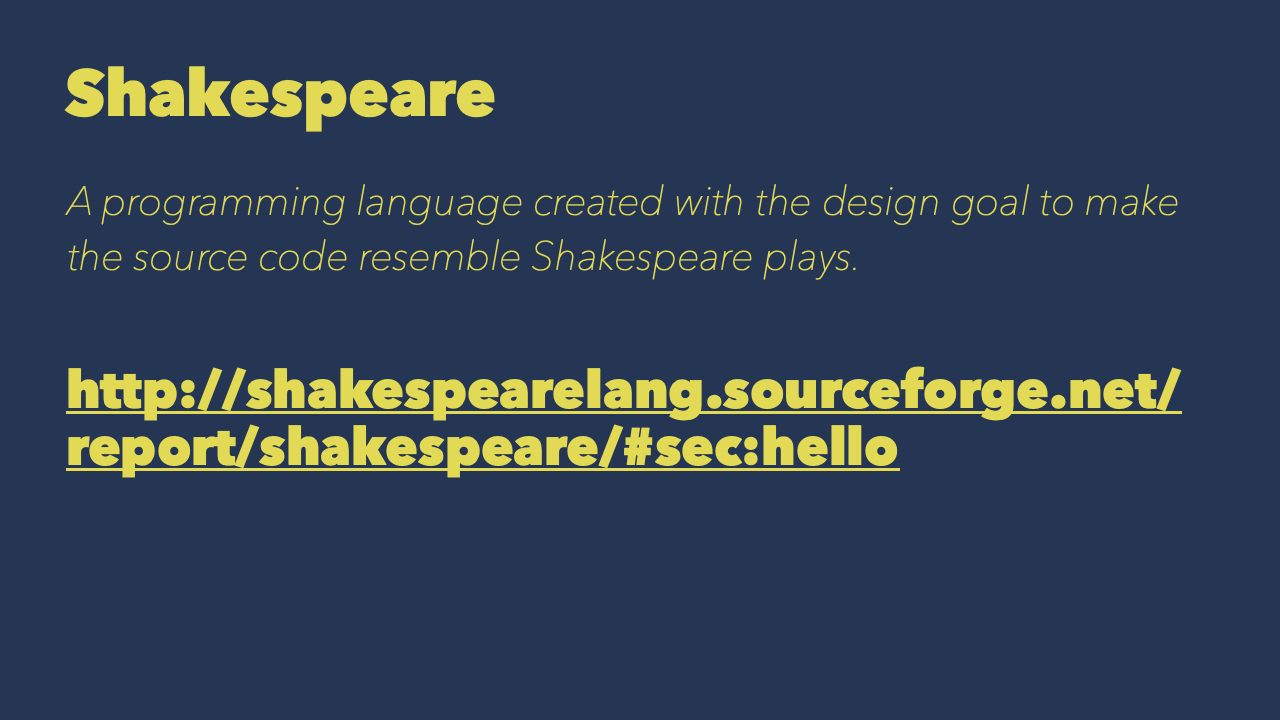 Shakespeare
A programming language created with the design goal to make
the source code resemble Shakespeare plays.
http://shakespearelang.sourceforge.net/
report/shakespeare/#sec:hello